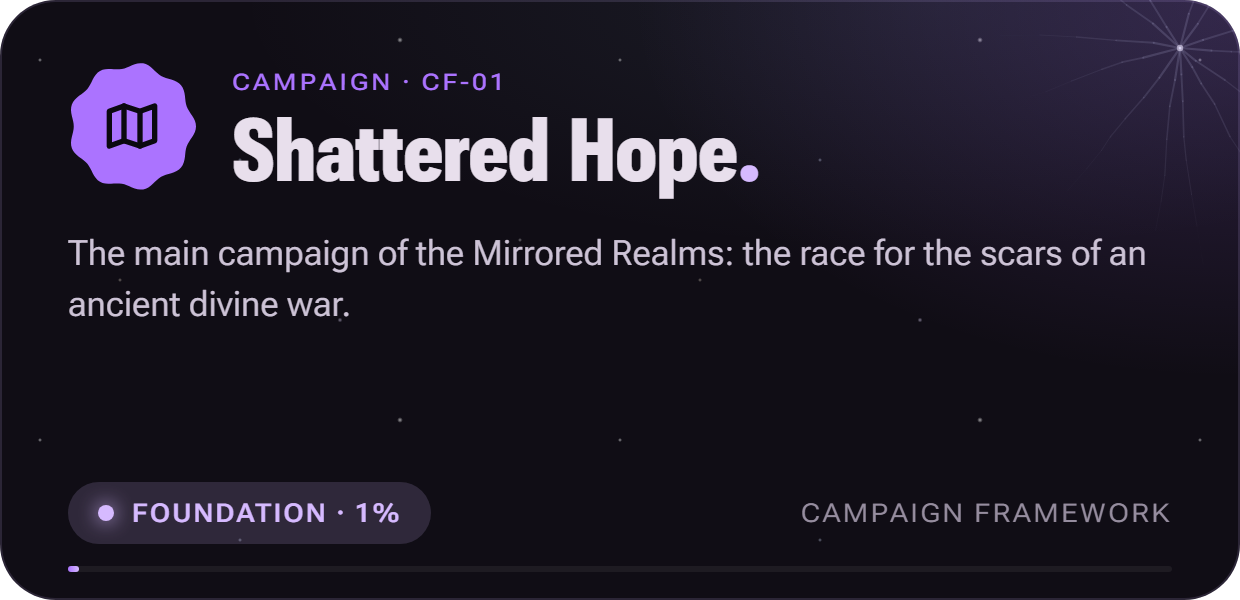 CAMPAIGN · CF-01
Shattered Hope.
The main campaign of the Mirrored Realms: the race for the scars of an
ancient divine war.
FOUNDATION · 1%
CAMPAIGN FRAMEWORK